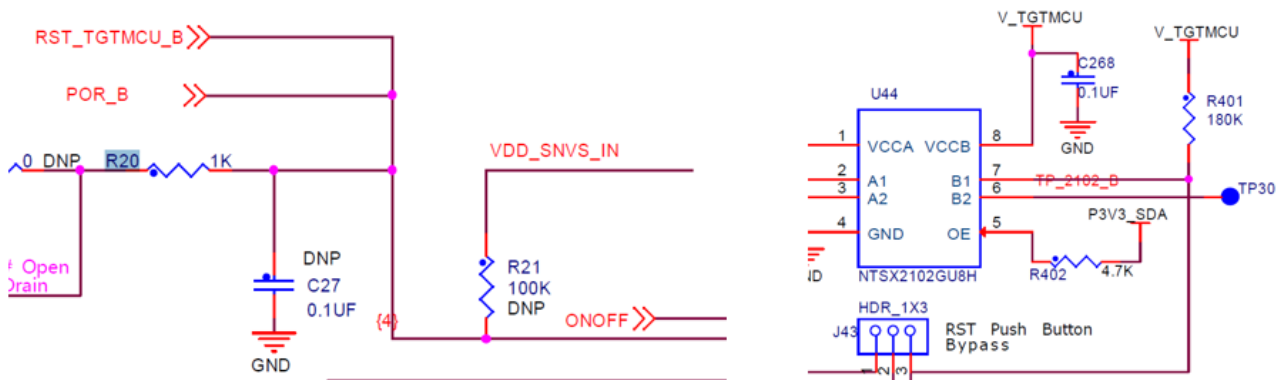 RST_TGTMCU_B
POR_B
0 DNP R20 1K
VDD_SNVS_IN
Open
Drain
DNP
C27
0.1UF
GND
R21
100K
DNP
{4}
ONOFF
V_TGTMCU
C268
0.1UF
GND
V_TGTMCU
R401
180K
U44
1 VCCA VCCB 8
2 A1 B1 7 TP_2102_B
3 A2 B2 6 TP30
4 GND OE 5
P3V3_SDA
R402 4.7K
NTSX2102GU8H
HDR_1X3
J43
RST Push Button
Bypass
1 2 3